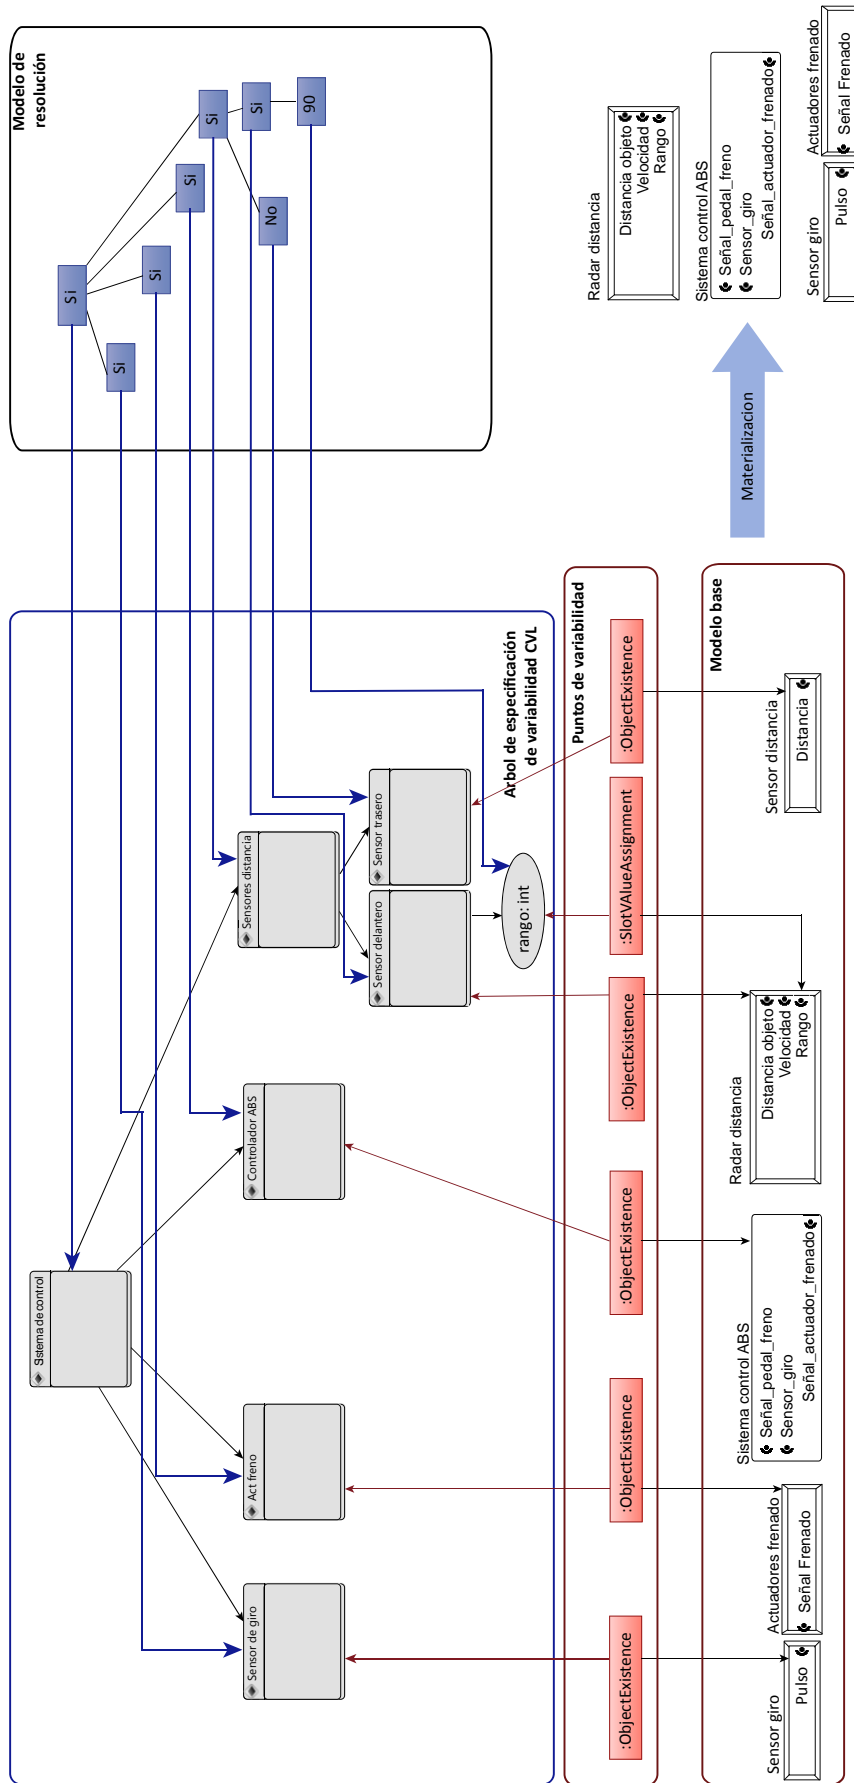 Sistema de control
Sensor de giro
Act freno
Controlador ABS
Sensores distancia
Sensor delantero
Sensor trasero
rango: int
Arbol de especificación
de variabilidad CVL
Modelo de
resolución
Si
Si
Si
Si
Si
No
Si
90
Puntos de variabilidad
:ObjectExistence
:ObjectExistence
:ObjectExistence
:ObjectExistence
:SlotVAlueAssignment
:ObjectExistence
Modelo base
Sensor giro
Pulso
Actuadores frenado
Señal Frenado
Sistema control ABS
Señal_pedal_freno
Sensor_giro
Señal_actuador_frenado
Radar distancia
Distancia objeto
Velocidad
Rango
Sensor distancia
Distancia
Materializacion
Radar distancia
Distancia objeto
Velocidad
Rango
Sistema control ABS
Señal_pedal_freno
Sensor_giro
Señal_actuador_frenado
Sensor giro
Pulso
Actuadores frenado
Señal Frenado